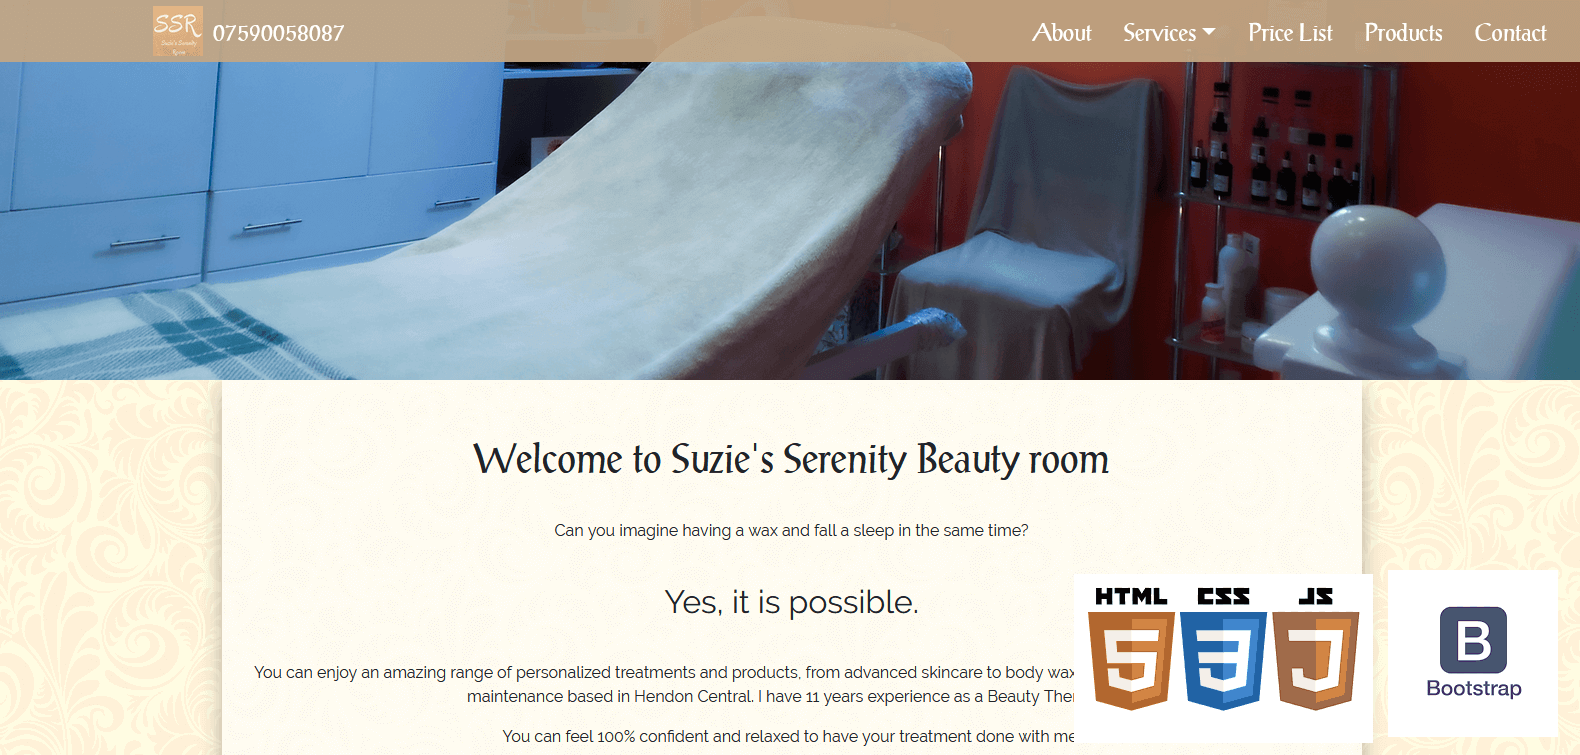 SSR
Suzie's Serenity
Room
07590058087
About
Services
Price List
Products
Contact
Welcome to Suzie's Serenity Beauty room
Can you imagine having a wax and fall a sleep in the same time?
Yes, it is possible.
You can enjoy an amazing range of personalized treatments and products, from advanced skincare to body wax
maintenance based in Hendon Central. I have 11 years experience as a Beauty Ther
You can feel 100% confident and relaxed to have your treatment done with me
HTML
CSS
JS
5
3
J
B
Bootstrap